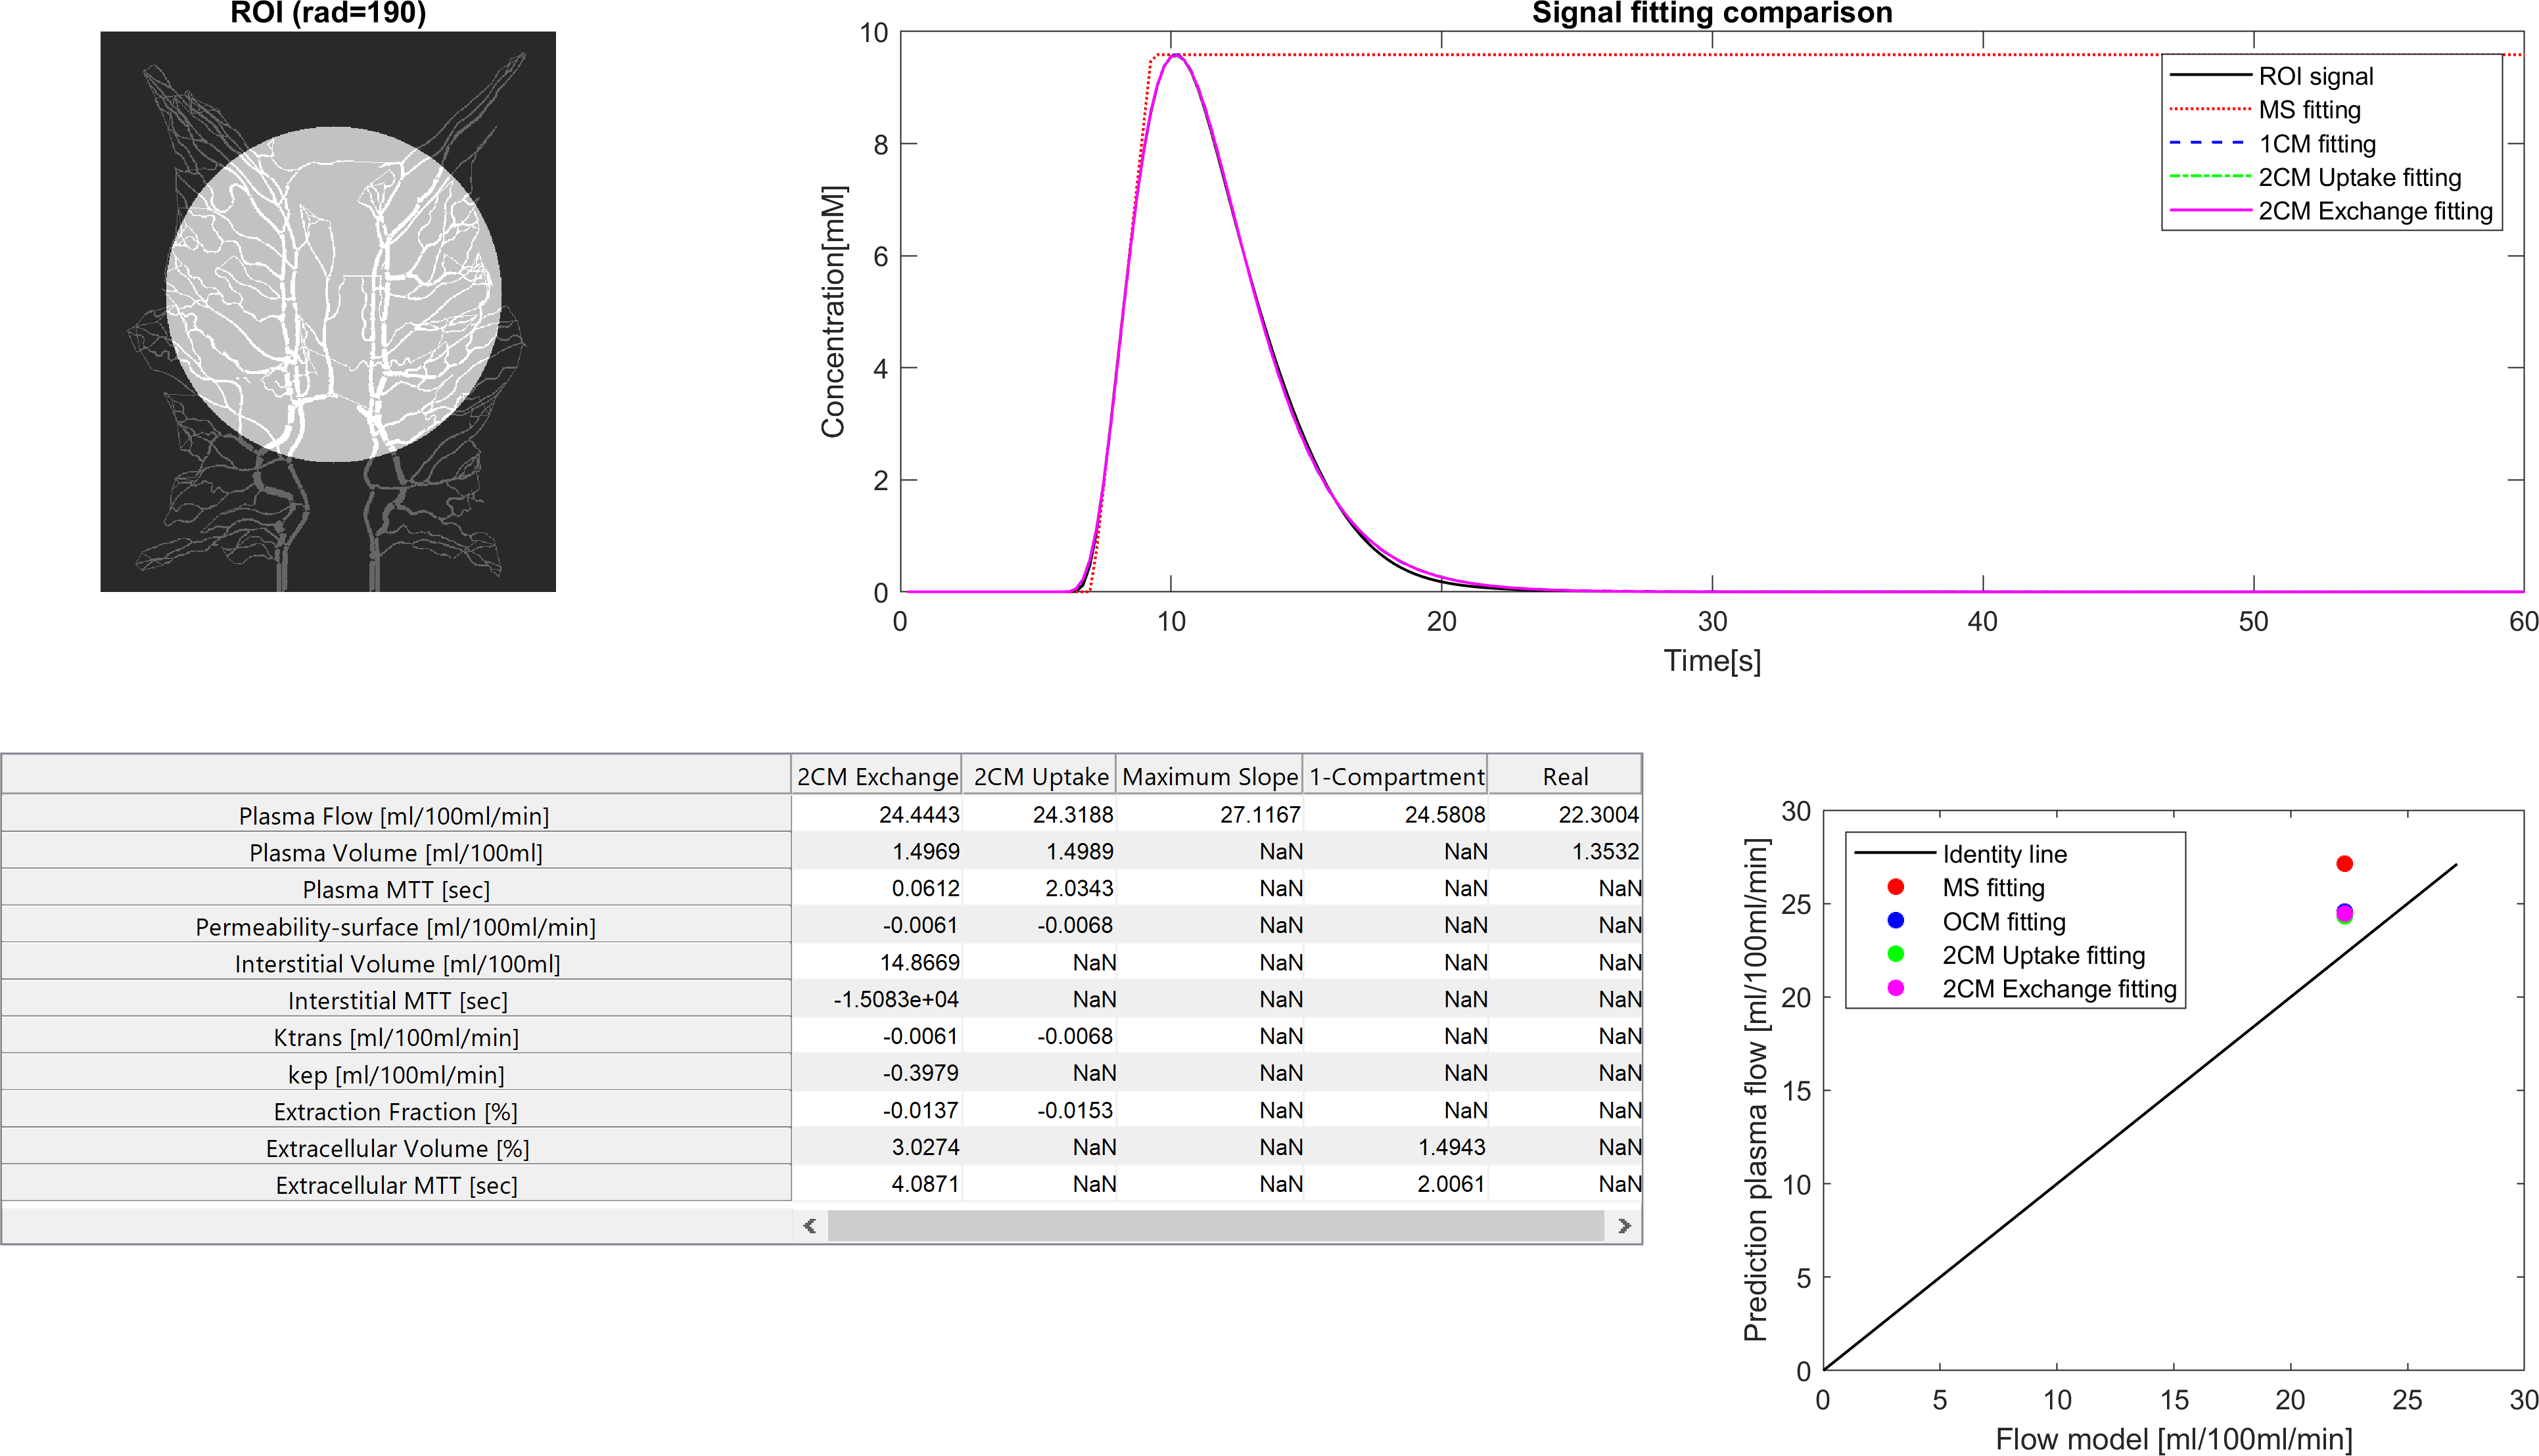 ROI (rad=190)
Signal fitting comparison
Concentration[mM]
10
8
6
4
2
0
0 10 20 30 40 50 60
Time[s]
ROI signal
MS fitting
1CM fitting
2CM Uptake fitting
2CM Exchange fitting
2CM Exchange 2CM Uptake Maximum Slope 1-Compartment Real
Plasma Flow [ml/100ml/min] 24.4443 24.3188 27.1167 24.5808 22.3004
Plasma Volume [ml/100ml] 1.4969 1.4989 NaN NaN 1.3532
Plasma MTT [sec] 0.0612 2.0343 NaN NaN NaN
Permeability-surface [ml/100ml/min] -0.0061 -0.0068 NaN NaN NaN
Interstitial Volume [ml/100ml] 14.8669 NaN NaN NaN NaN
Interstitial MTT [sec] -1.5083e+04 NaN NaN NaN NaN
Ktrans [ml/100ml/min] -0.0061 -0.0068 NaN NaN NaN
kep [ml/100ml/min] -0.3979 NaN NaN NaN NaN
Extraction Fraction [%] -0.0137 -0.0153 NaN NaN NaN
Extracellular Volume [%] 3.0274 NaN NaN 1.4943 NaN
Extracellular MTT [sec] 4.0871 NaN NaN 2.0061 NaN
Prediction plasma flow [ml/100ml/min]
30
25
20
15
10
5
0
Identity line
MS fitting
OCM fitting
2CM Uptake fitting
2CM Exchange fitting
0 5 10 15 20 25 30
Flow model [ml/100ml/min]